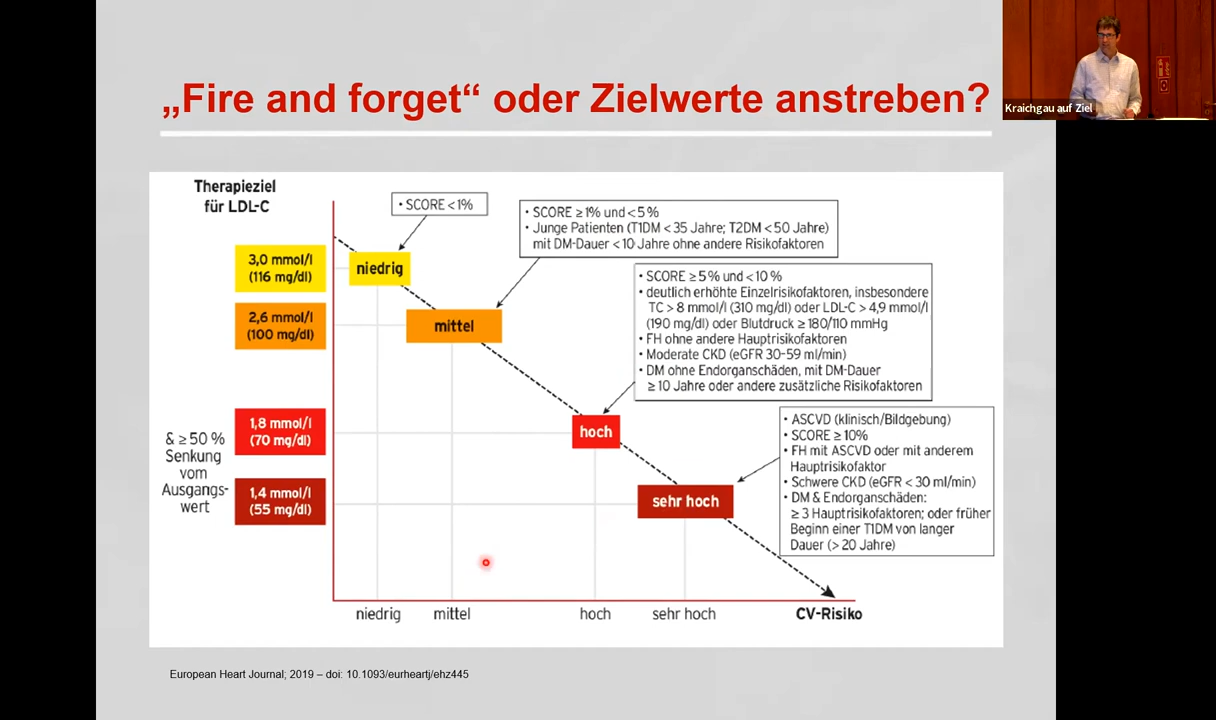 „Fire and forget“ oder Zielwerte anstreben?
Kraichgau auf Ziel
Therapieziel
für LDL-C
• SCORE < 1%
• SCORE ≥ 1% und < 5%
• Junge Patienten (T1DM < 35 Jahre; T2DM < 50 Jahre)
mit DM-Dauer < 10 Jahre ohne andere Risikofaktoren
3,0 mmol/l
(116 mg/dl)
niedrig
• SCORE ≥ 5% und < 10 %
• deutlich erhöhte Einzelrisikofaktoren, insbesondere
TC > 8 mmol/l (310 mg/dl) oder LDL-C > 4,9 mmol/l
(190 mg/dl) oder Blutdruck ≥ 180/110 mmHg
• FH ohne andere Hauptrisikofaktoren
• Moderate CKD (eGFR 30-59 ml/min)
• DM ohne Endorganschäden, mit DM-Dauer
≥ 10 Jahre oder andere zusätzliche Risikofaktoren
2,6 mmol/l
(100 mg/dl)
mittel
1,8 mmol/l
(70 mg/dl)
hoch
• ASCVD (klinisch/Bildgebung)
• SCORE ≥ 10%
• FH mit ASCVD oder mit anderem
Hauptrisikofaktor
• Schwere CKD (eGFR < 30 ml/min)
• DM & Endorganschäden:
≥ 3 Hauptrisikofaktoren; oder früher
Beginn einer T1DM von langer
Dauer (> 20 Jahre)
& ≥ 50 %
Senkung
vom
Ausgangs-
wert
1,4 mmol/l
(55 mg/dl)
sehr hoch
niedrig
mittel
hoch
sehr hoch
CV-Risiko
European Heart Journal; 2019 – doi: 10.1093/eurheartj/ehz445